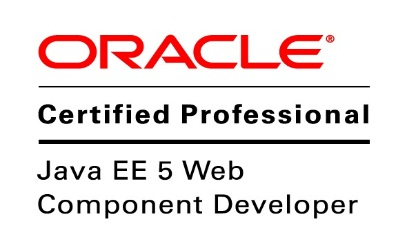 ORACLE®
Certified Professional
Java EE 5 Web
Component Developer